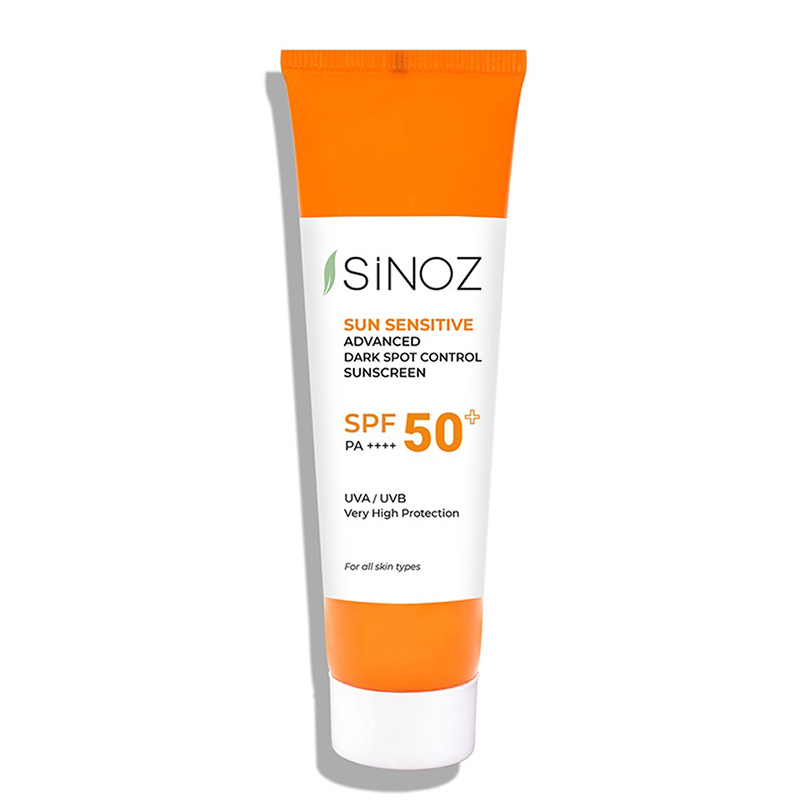 SiNOZ
SUN SENSITIVE
ADVANCED
DARK SPOT CONTROL
SUNSCREEN
SPF 50+
PA ++++
UVA / UVB
Very High Protection
For all skin types